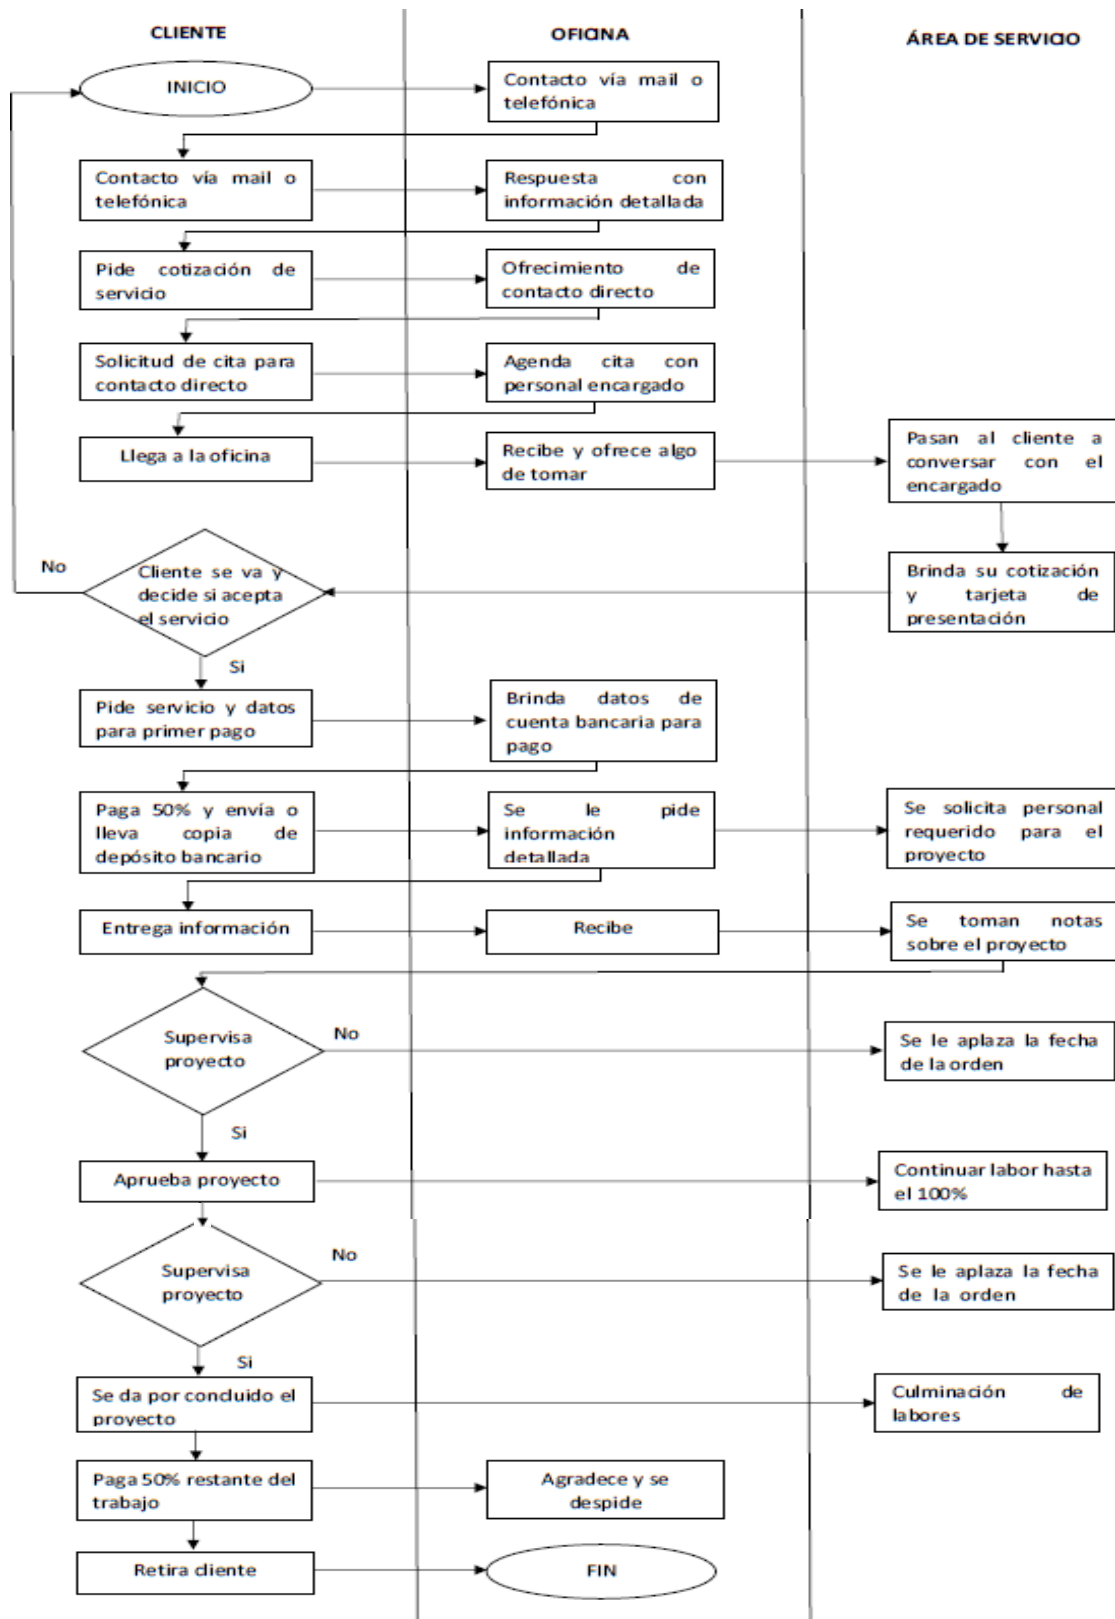 CLIENTE
OFICINA
ÁREA DE SERVICIO
INICIO
Contacto vía mail o
telefónica
Contacto vía mail o
telefónica
Respuesta con
información detallada
Pide cotización de
servicio
Ofrecimiento de
contacto directo
Solicitud de cita para
contacto directo
Agenda cita con
personal encargado
Llega a la oficina
Recibe y ofrece algo
de tomar
Pasan al cliente a
conversar con el
encargado
No
Cliente se va y
decide si acepta
el servicio
Brinda su cotización
y tarjeta de
presentación
Si
Pide servicio y datos
para primer pago
Brinda datos de
cuenta bancaria para
pago
Paga 50% y envía o
lleva copia de
depósito bancario
Se le pide
información
detallada
Se solicita personal
requerido para el
proyecto
Entrega información
Recibe
Se toman notas
sobre el proyecto
Supervisa
proyecto
No
Se le aplaza la fecha
de la orden
Si
Aprueba proyecto
Continuar labor hasta
el 100%
Supervisa
proyecto
No
Se le aplaza la fecha
de la orden
Si
Se da por concluido el
proyecto
Culminación de
labores
Paga 50% restante del
trabajo
Agradece y se
despide
Retira cliente
FIN